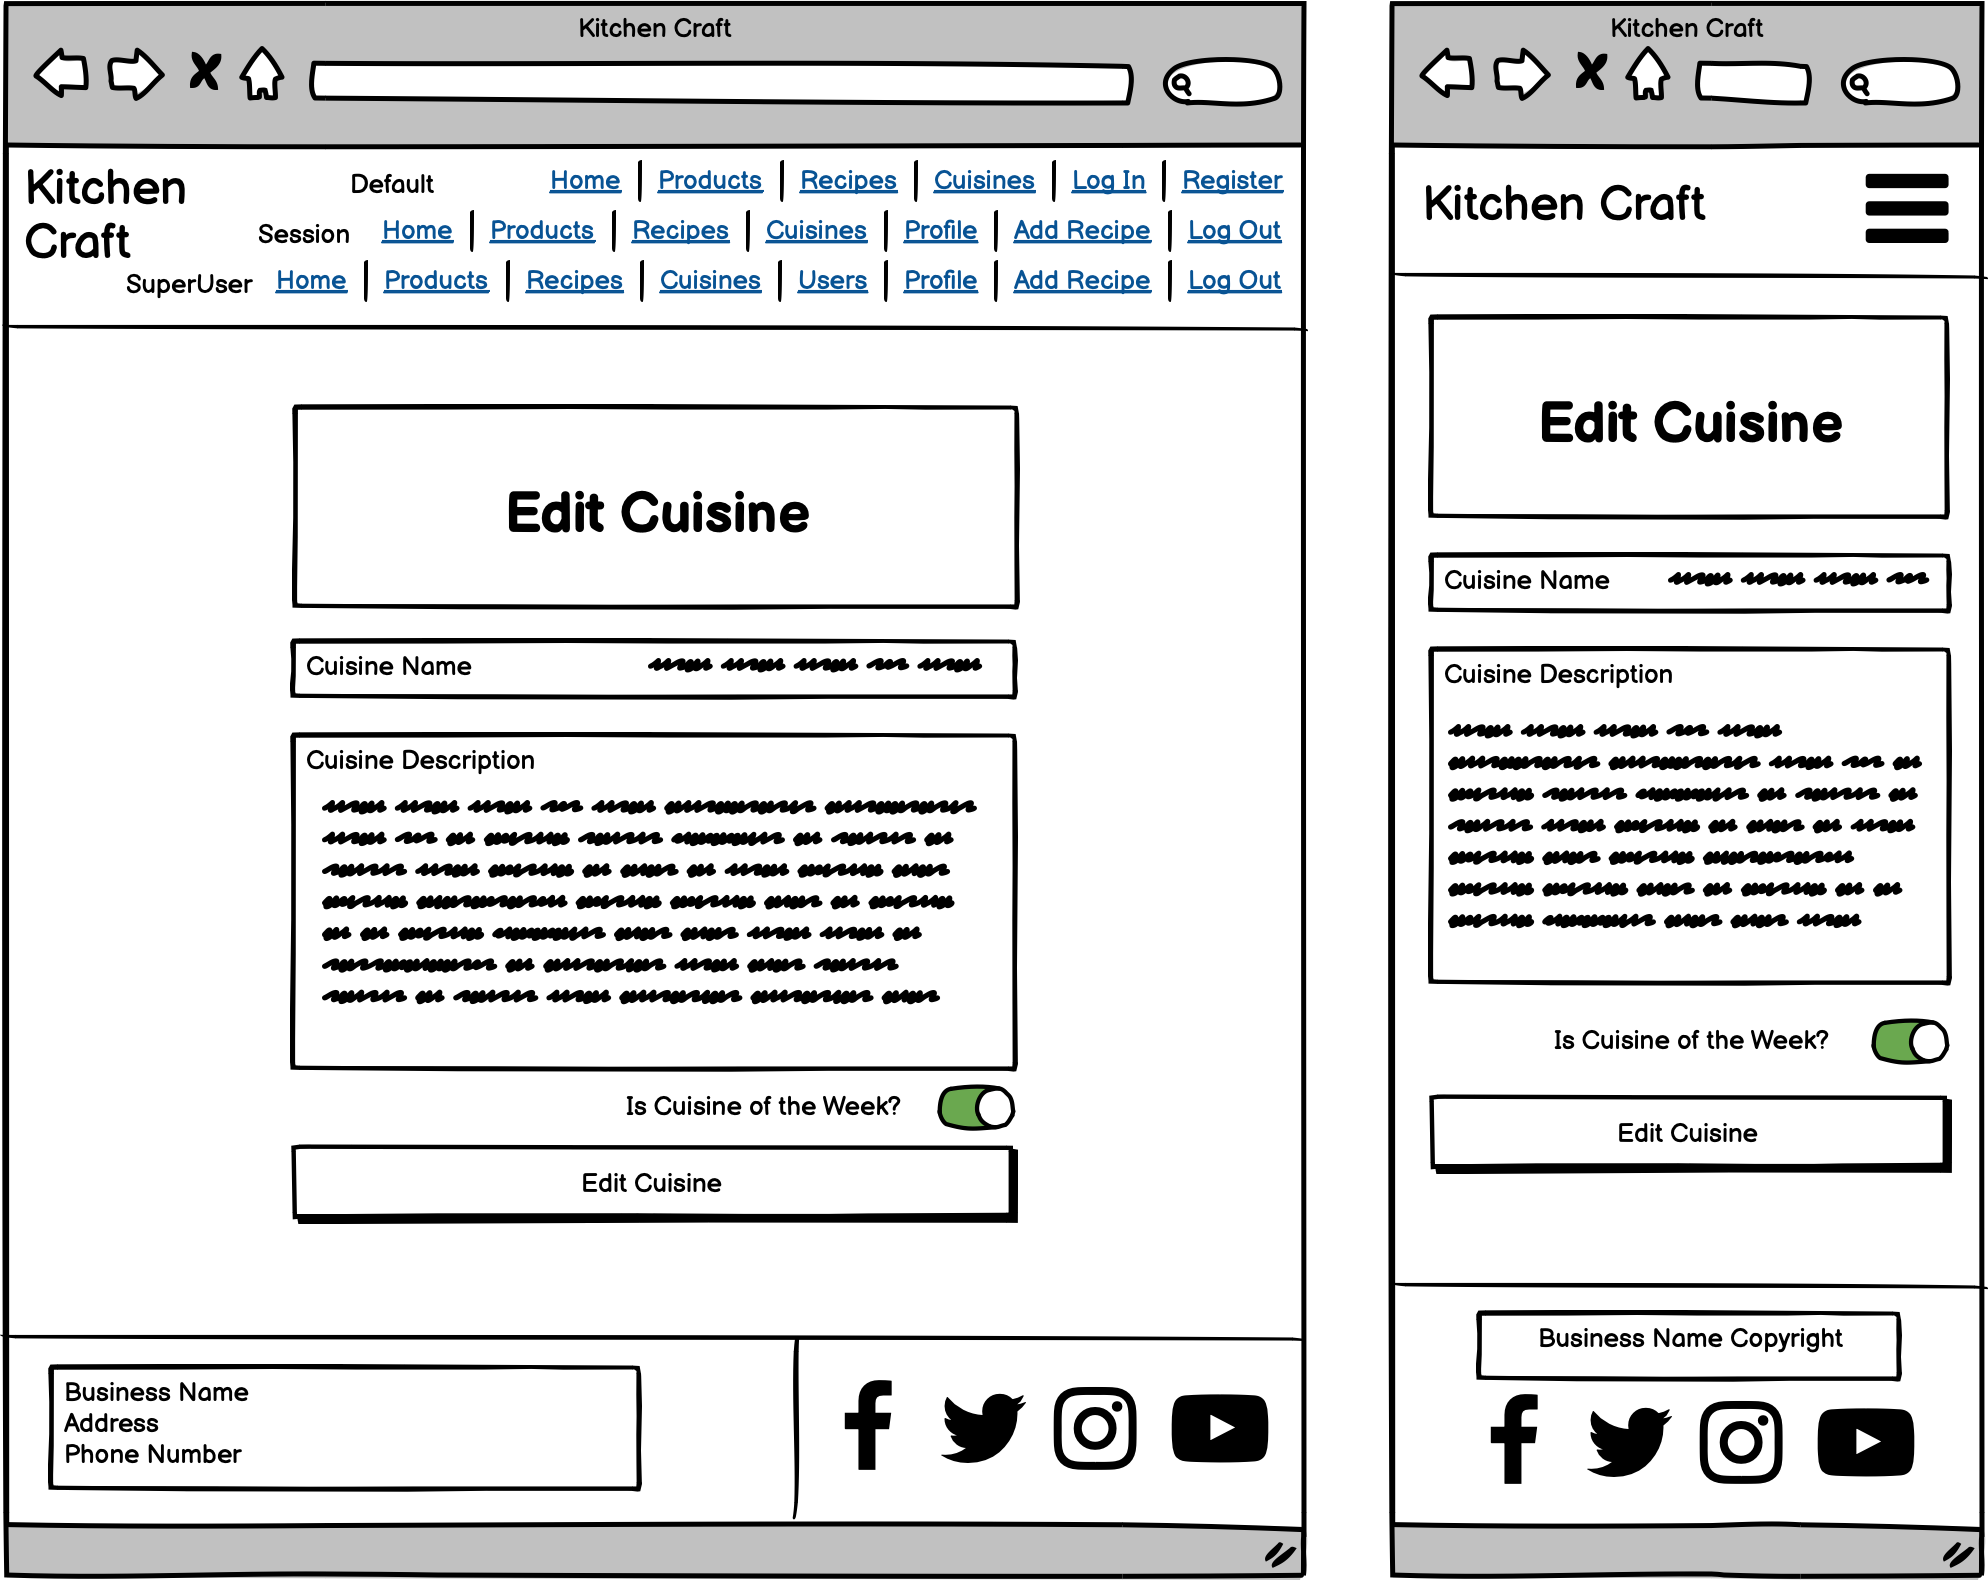 Kitchen Craft
Kitchen
Craft
Default Home Products Recipes Cuisines Log In Register
Session Home Products Recipes Cuisines Profile Add Recipe Log Out
SuperUser Home Products Recipes Cuisines Users Profile Add Recipe Log Out
Edit Cuisine
Cuisine Name
Cuisine Description
Is Cuisine of the Week?
Edit Cuisine
Business Name
Address
Phone Number
Kitchen Craft
Kitchen Craft
Edit Cuisine
Cuisine Name
Cuisine Description
Is Cuisine of the Week?
Edit Cuisine
Business Name Copyright